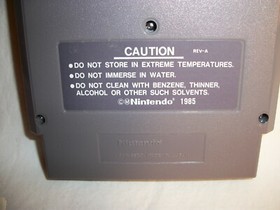 CAUTION
REV-A
•DO NOT STORE IN EXTREME TEMPERATURES.
•DO NOT IMMERSE IN WATER.
•DO NOT CLEAN WITH BENZENE, THINNER,
ALCOHOL OR OTHER SUCH SOLVENTS.
©Ⓜ Nintendo® 1985